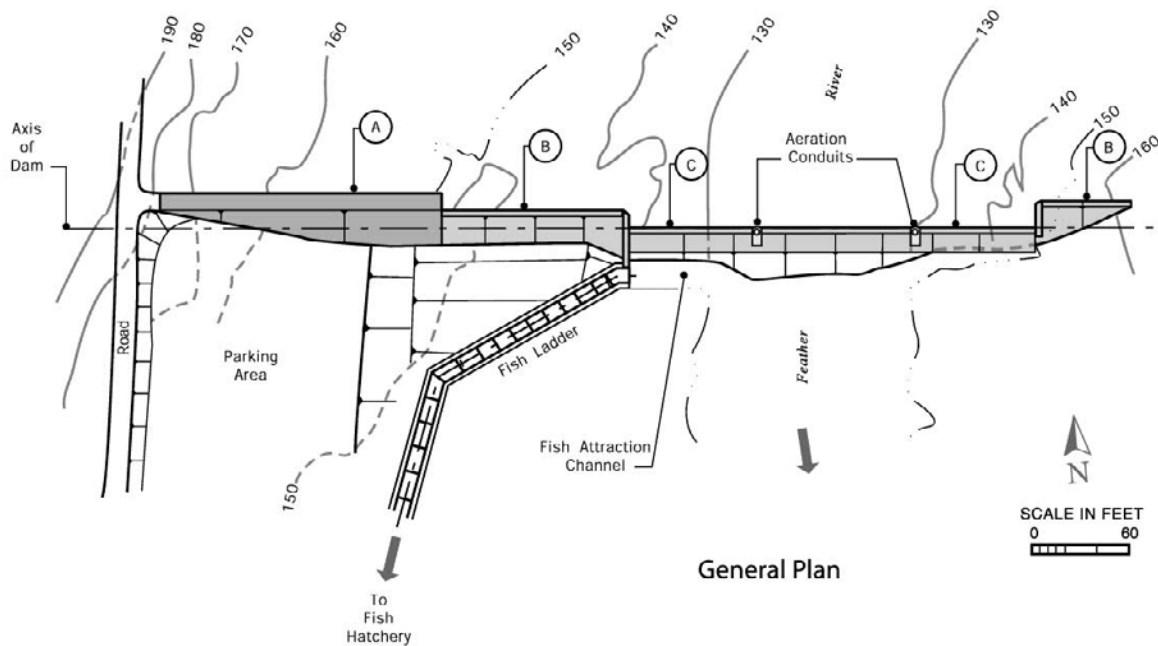 190
180
170
160
150
140
130
River
130
140
150
160
Axis
of
Dam
A
B
C
Aeration
Conduits
C
B
Road
Parking
Area
Fish Ladder
Feather
Fish Attraction
Channel
150
N
SCALE IN FEET
0 60
General Plan
To
Fish
Hatchery